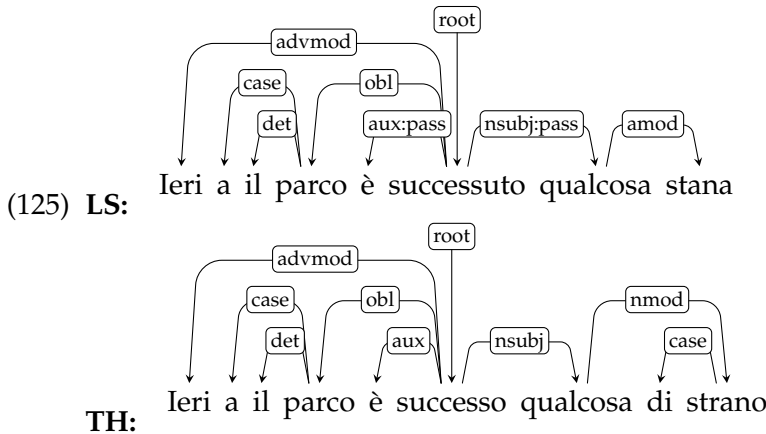 root
advmod
case obl
det aux:pass nsubj:pass amod
(125) LS: Ieri a il parco è successuto qualcosa stana
root
advmod
case obl nmod
det aux nsubj case
TH: Ieri a il parco è successo qualcosa di strano